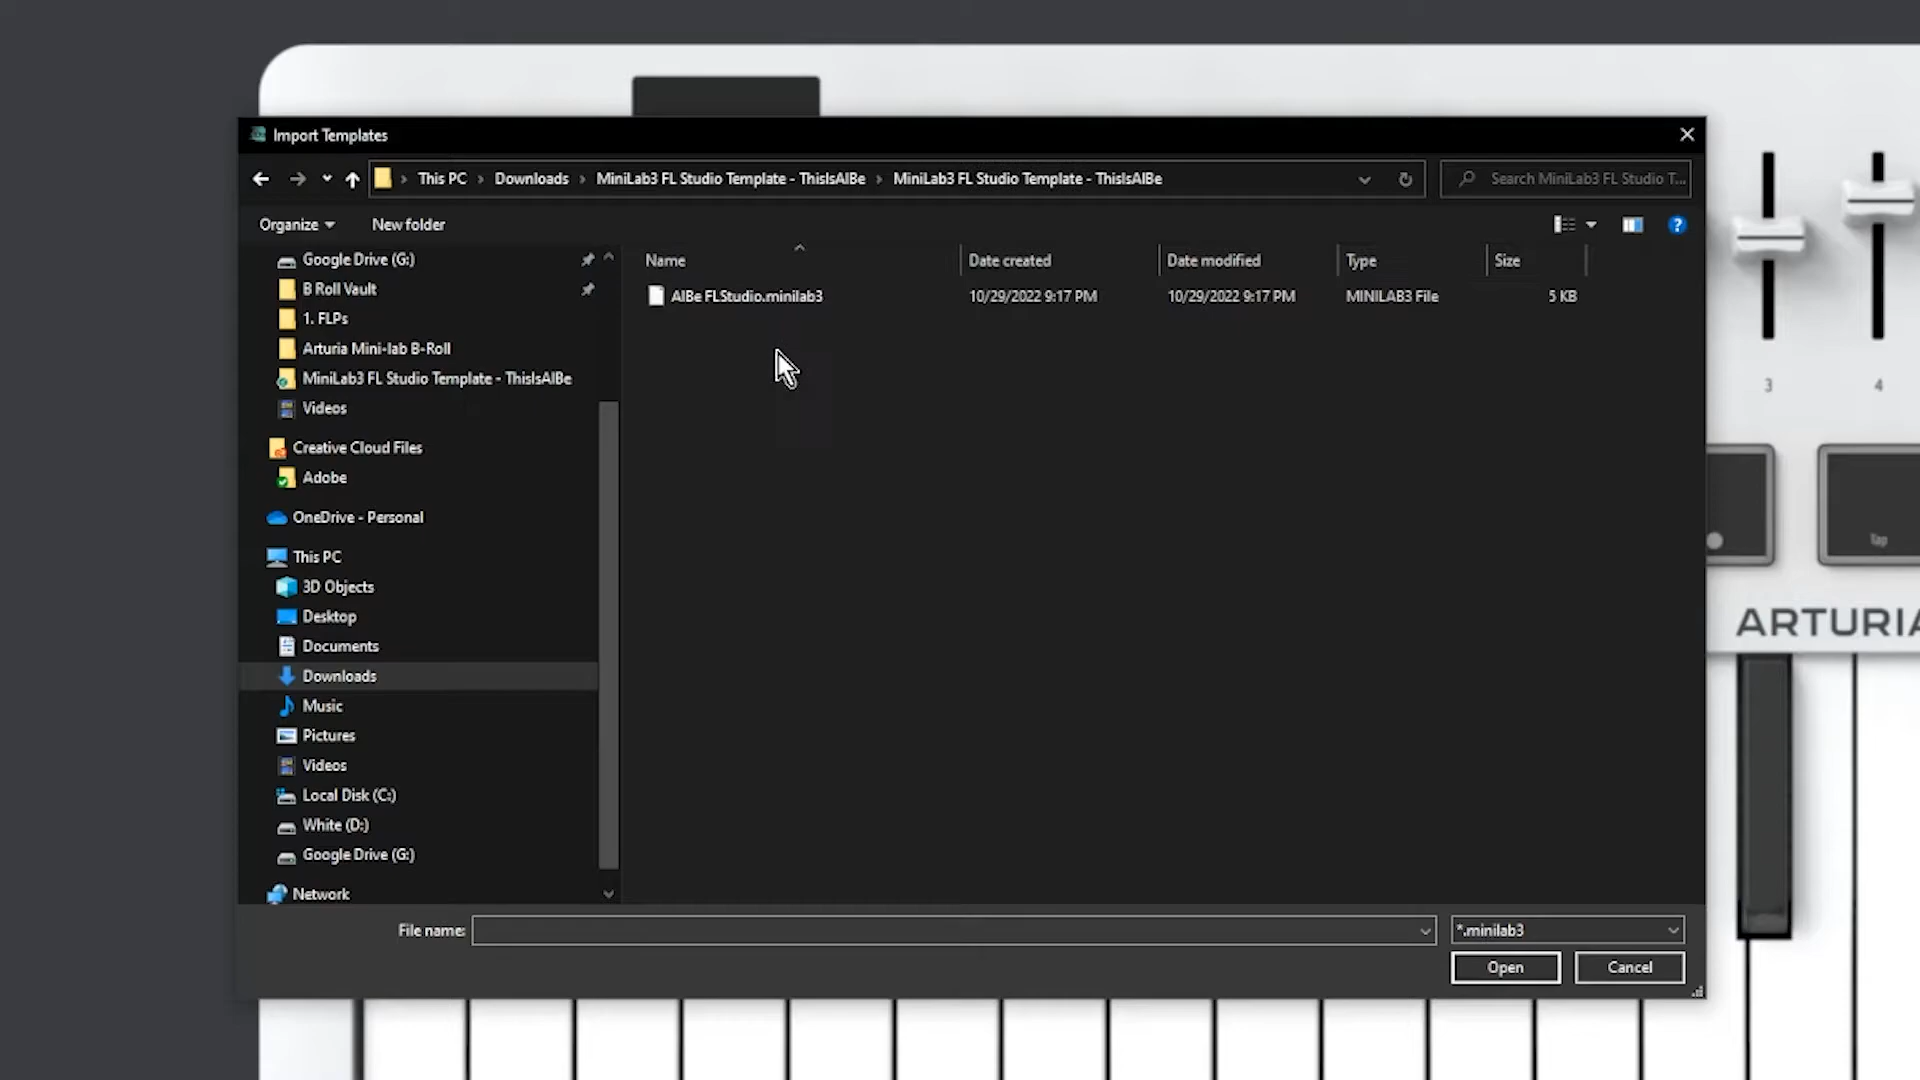 Import Templates
This PC > Downloads > MiniLab3 FL Studio Template - ThisIsAlBe > MiniLab3 FL Studio Template - ThisIsAlBe
Search MiniLab3 FL Studio T...
Organize
New folder
?
Google Drive (G:)
B Roll Vault
1. FLPs
Arturia Mini-lab B-Roll
MiniLab3 FL Studio Template - ThisIsAlBe
Videos
Creative Cloud Files
Adobe
OneDrive - Personal
This PC
3D Objects
Desktop
Documents
Downloads
Music
Pictures
Videos
Local Disk (C:)
White (D:)
Google Drive (G:)
Network
Name Date created Date modified Type Size
AlBe FLStudio.minilab3 10/29/2022 9:17 PM 10/29/2022 9:17 PM MINILAB3 File 5 KB
File name:
*.minilab3
Open
Cancel
3 4
Tap
ARTURIA